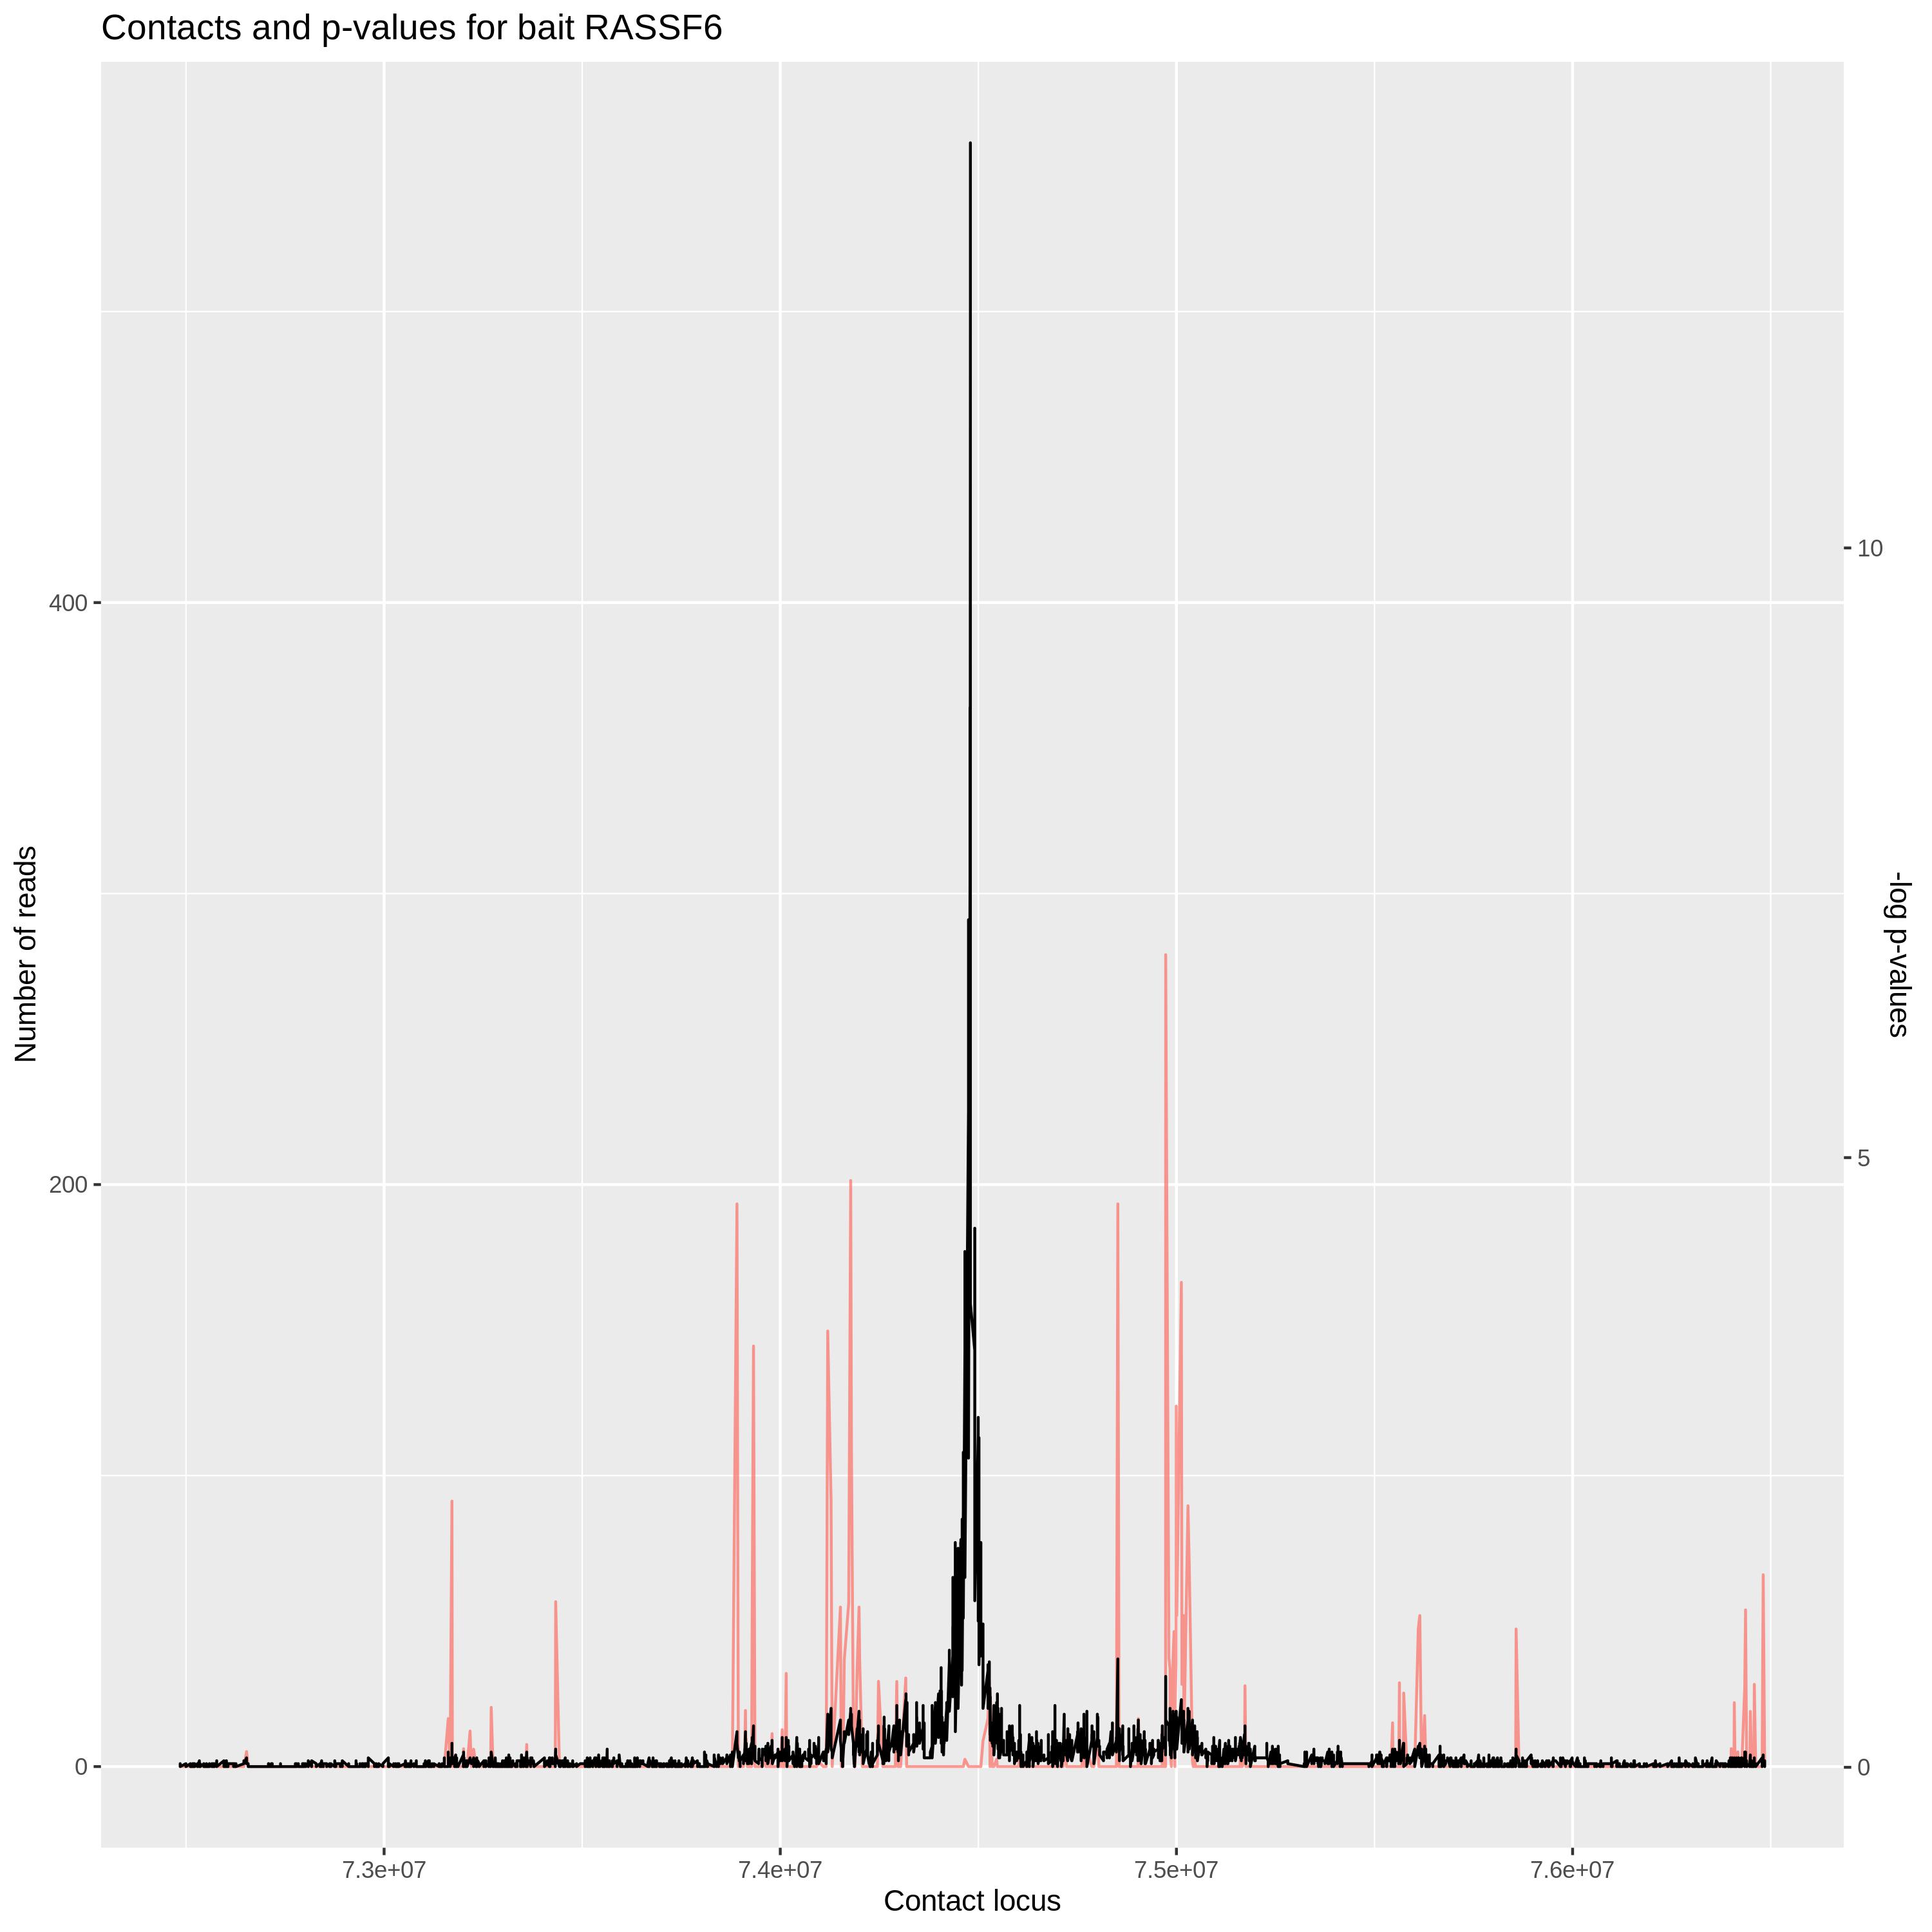 Contacts and p-values for bait RASSF6
Number of reads
400
200
0
10
5
0
-log p-values
7.3e+07 7.4e+07 7.5e+07 7.6e+07
Contact locus